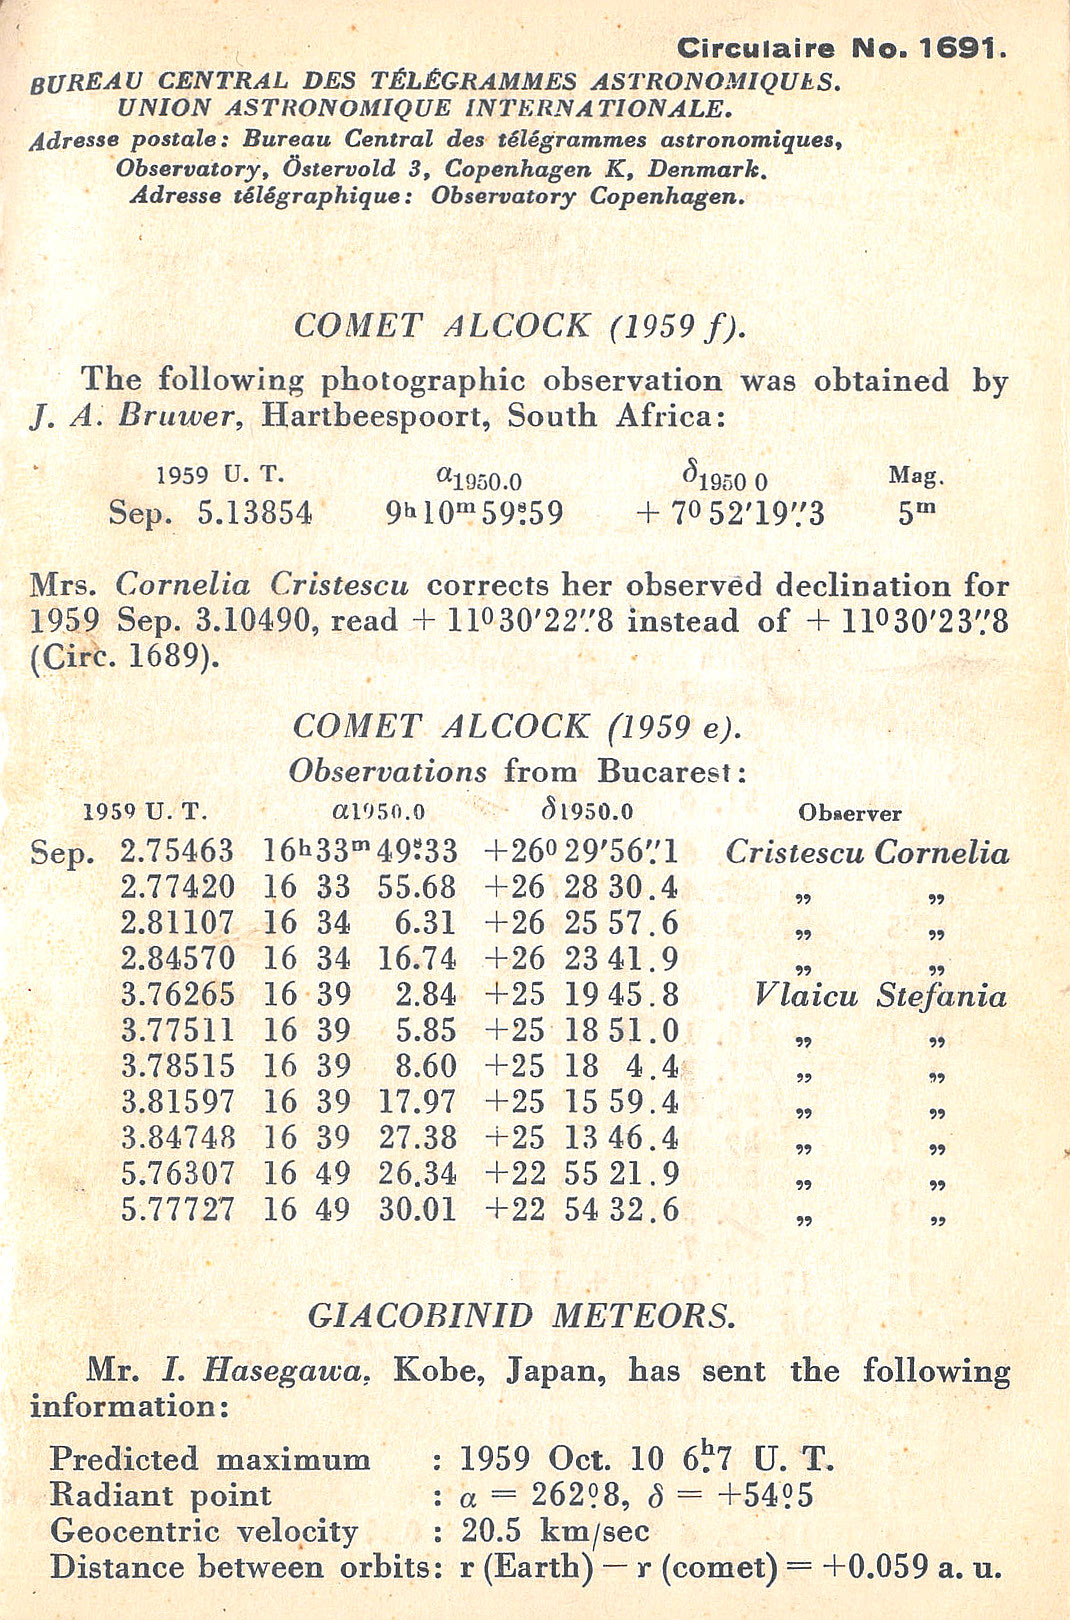 Circulaire No. 1691.
BUREAU CENTRAL DES TÉLÉGRAMMES ASTRONOMIQUES.
UNION ASTRONOMIQUE INTERNATIONALE.
Adresse postale: Bureau Central des télégrammes astronomiques,
Observatory, Östervold 3, Copenhagen K, Denmark.
Adresse télégraphique: Observatory Copenhagen.
COMET ALCOCK (1959 f).
The following photographic observation was obtained by
J. A. Bruwer, Hartbeespoort, South Africa:
1959 U. T. α1950.0 δ1950 0 Mag.
Sep. 5.13854 9h10m59s.59 + 7°52′19″.3 5m
Mrs. Cornelia Cristescu corrects her observed declination for
1959 Sep. 3.10490, read + 11°30′22″.8 instead of + 11°30′23″.8
(Circ. 1689).
COMET ALCOCK (1959 e).
Observations from Bucarest:
1959 U. T. α1950.0 δ1950.0 Observer
Sep. 2.75463 16h33m49s.33 +26°29′56″.1 Cristescu Cornelia
2.77420 16 33 55.68 +26 28 30.4 „ „
2.81107 16 34 6.31 +26 25 57.6 „ „
2.84570 16 34 16.74 +26 23 41.9 „ „
3.76265 16 39 2.84 +25 19 45.8 Vlaicu Stefania
3.77511 16 39 5.85 +25 18 51.0 „ „
3.78515 16 39 8.60 +25 18 4.4 „ „
3.81597 16 39 17.97 +25 15 59.4 „ „
3.84748 16 39 27.38 +25 13 46.4 „ „
5.76307 16 49 26.34 +22 55 21.9 „ „
5.77727 16 49 30.01 +22 54 32.6 „ „
GIACOBINID METEORS.
Mr. I. Hasegawa, Kobe, Japan, has sent the following
information:
Predicted maximum : 1959 Oct. 10 6h.7 U. T.
Radiant point : α = 262°.8, δ = +54°.5
Geocentric velocity : 20.5 km/sec
Distance between orbits: r (Earth) — r (comet) = +0.059 a. u.